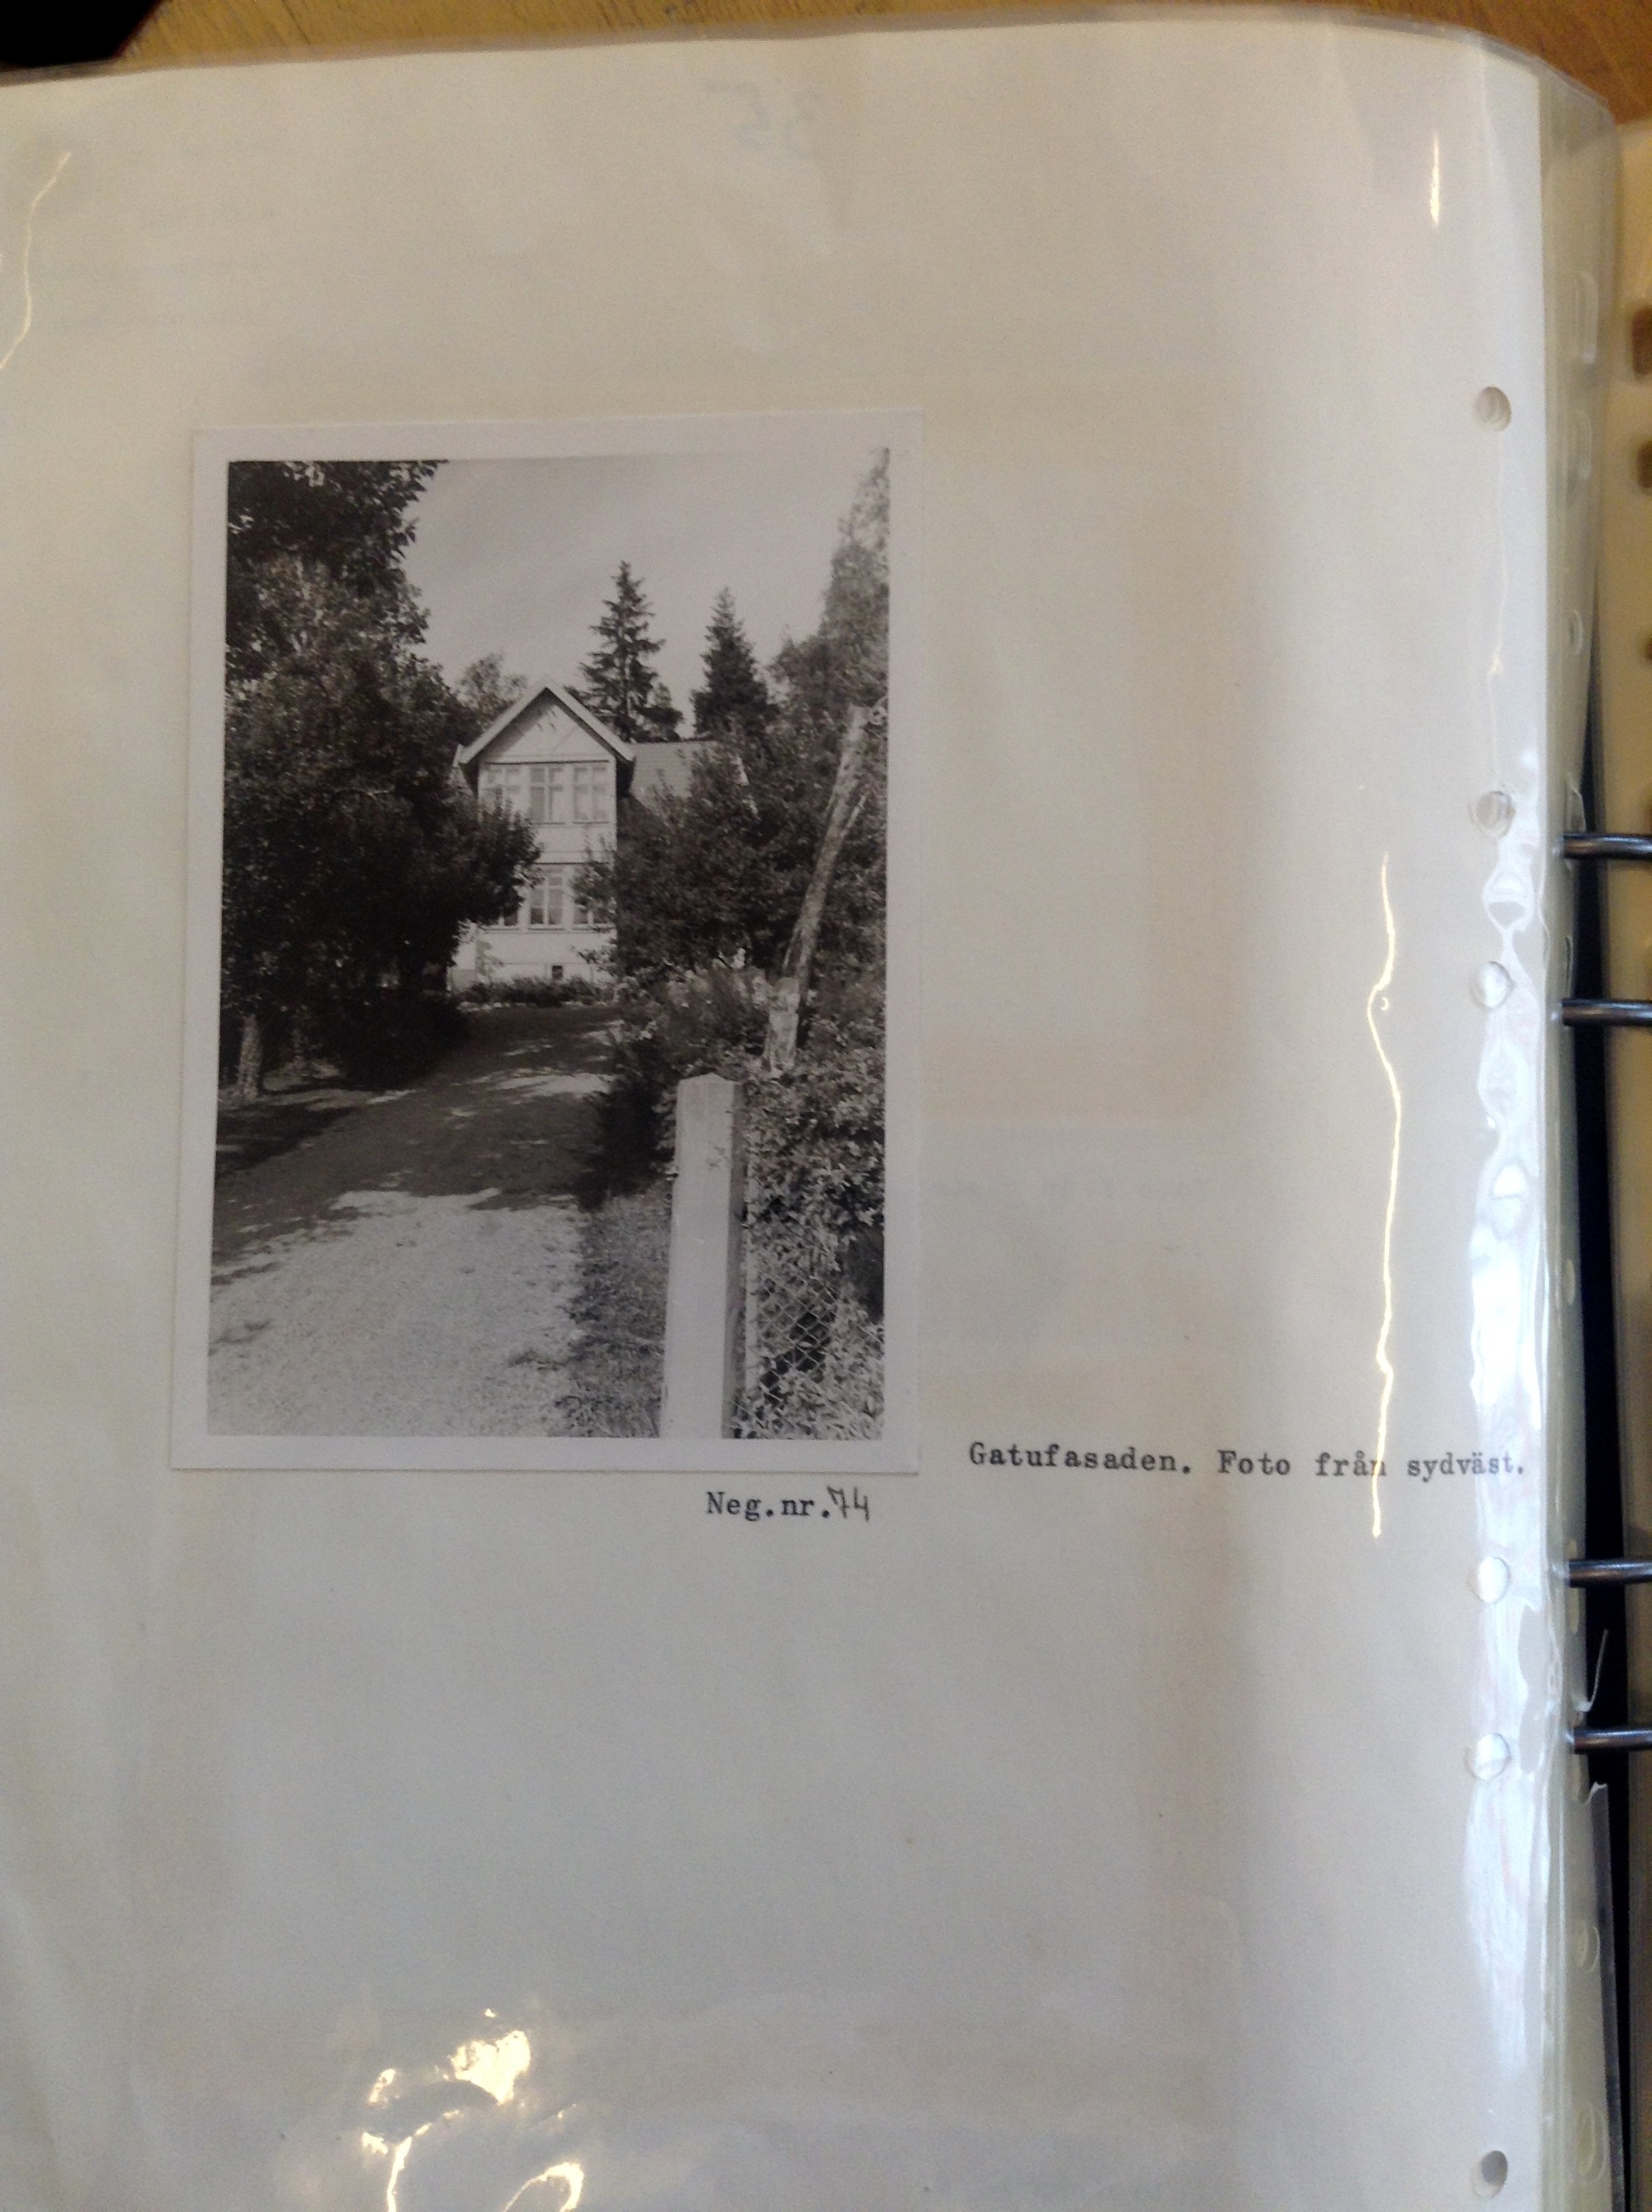 Gatufasaden. Foto från sydväst.
Neg.nr.74